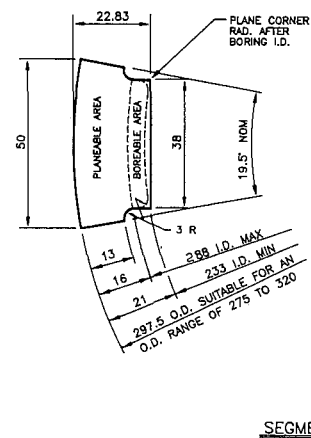 22.83
PLANE CORNER
RAD. AFTER
BORING I.D.
50
PLANEABLE AREA
BOREABLE AREA
38
19.5° NOM
3 R
13
16
21
288 I.D. MAX
233 I.D. MIN
297.5 O.D. SUITABLE FOR AN
O.D. RANGE OF 275 TO 320
SEGME